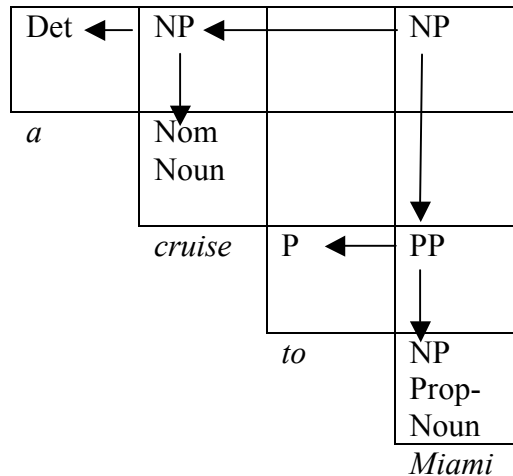 Det NP NP
a Nom
Noun
cruise P PP
to NP
Prop-
Noun
Miami